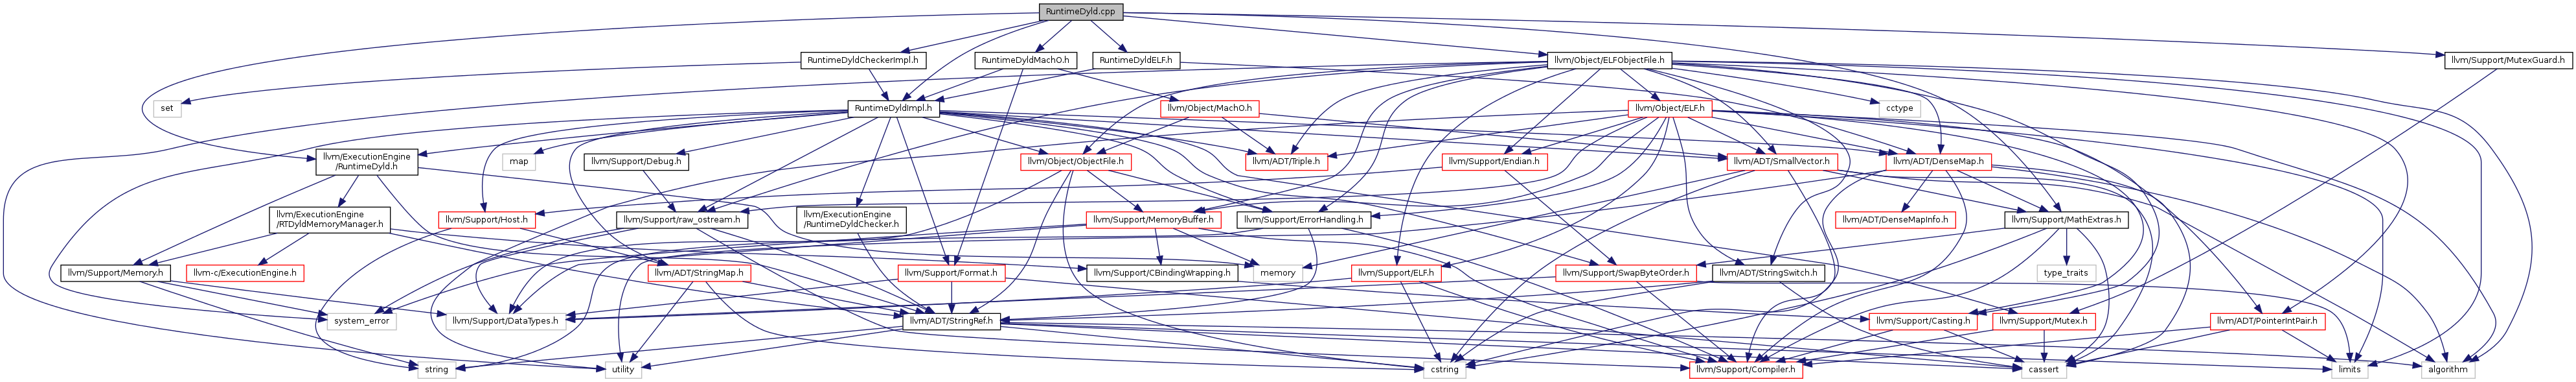 RuntimeDyld.cpp
RuntimeDyldCheckerImpl.h
RuntimeDyldMachO.h
RuntimeDyldELF.h
llvm/Object/ELFObjectFile.h
llvm/Support/MutexGuard.h
set
RuntimeDyldImpl.h
llvm/Object/MachO.h
llvm/Object/ELF.h
cctype
llvm/ExecutionEngine
/RuntimeDyld.h
map
llvm/Support/Debug.h
llvm/Object/ObjectFile.h
llvm/ADT/Triple.h
llvm/Support/Endian.h
llvm/ADT/SmallVector.h
llvm/ADT/DenseMap.h
llvm/ExecutionEngine
/RTDyldMemoryManager.h
llvm/Support/Host.h
llvm/Support/raw_ostream.h
llvm/ExecutionEngine
/RuntimeDyldChecker.h
llvm/Support/MemoryBuffer.h
llvm/Support/ErrorHandling.h
llvm/ADT/DenseMapInfo.h
llvm/Support/MathExtras.h
llvm/Support/Memory.h
llvm-c/ExecutionEngine.h
llvm/ADT/StringMap.h
llvm/Support/Format.h
llvm/Support/CBindingWrapping.h
memory
llvm/Support/ELF.h
llvm/Support/SwapByteOrder.h
llvm/ADT/StringSwitch.h
type_traits
system_error
llvm/Support/DataTypes.h
llvm/ADT/StringRef.h
llvm/Support/Casting.h
llvm/Support/Mutex.h
llvm/ADT/PointerIntPair.h
string
utility
cstring
llvm/Support/Compiler.h
cassert
limits
algorithm